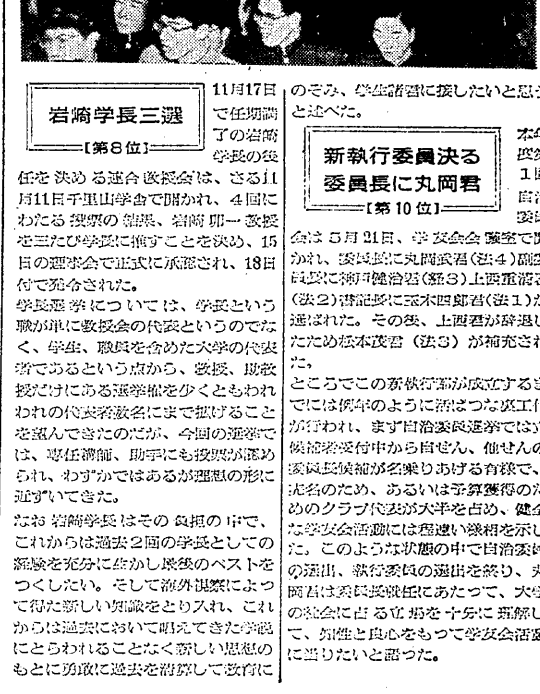 岩崎学長三選
【第８位】
11月17日
で任期満
了の岩崎
学長の後
任を決める連合教授会は、さる11
月11日千里山学舎で開かれ、４回に
わたる投票の結果、岩崎卯一教授
を三たび学長に推すことを決め、15
日の理事会で正式に承認され、18日
付で発令された。
学長選挙については、学長という
職が単に教授会の代表というのでな
く、学生、職員を含めた大学の代表
者であるという点から、教授、助教
授だけにある選挙権を少くともわれ
われの代表者数名にまで拡げること
を望んできたのだが、今回の選挙で
は、専任講師、助手にも投票が認め
られ、わずかではあるが理想の形に
近ずいてきた。
なお岩崎学長はその負担の中で、
これからは過去２回の学長としての
経験を充分に生かし最後のベストを
つくしたい。そして海外視察によっ
て得た新しい知識をとり入れ、これ
からは過去において唱えてきた学説
にとらわれることなく新しい思想の
もとに勇敢に過去を清算して教育に
のぞみ、学生諸君に接したいと思う
と述べた。
新執行委員決る
委員長に丸岡君
【第10位】
本年
度第
１回
自治
委員
会は５月21日、学友会会議室で開
かれ、委員長に丸岡武君(法４)副委
員長に神戸健治君(経３)上西重浩君
(法２)書記長に玉木四郎君(法１)が
選ばれた。その後、上西君が辞退し
たため松本茂君（法３）が補充され
た。
ところでこの新執行部が成立するま
でには例年のように活ぱつな裏工作
が行われ、まず自治委員選挙では立
候補者受付中から自せん、他せんの
委員長候補が名乗りあげる有様で、
売名のため、あるいは予算獲得のた
めのクラブ代表が大半を占め、健全
な学友会活動には程遠い様相を示し
た。このような状態の中で自治委員
の選出、執行委員の選出を終り、丸
岡君は委員長就任にあたって、大学
の社会に占る立場を十分に理解し
て、知性と良心をもって学友会活動
に当りたいと語った。